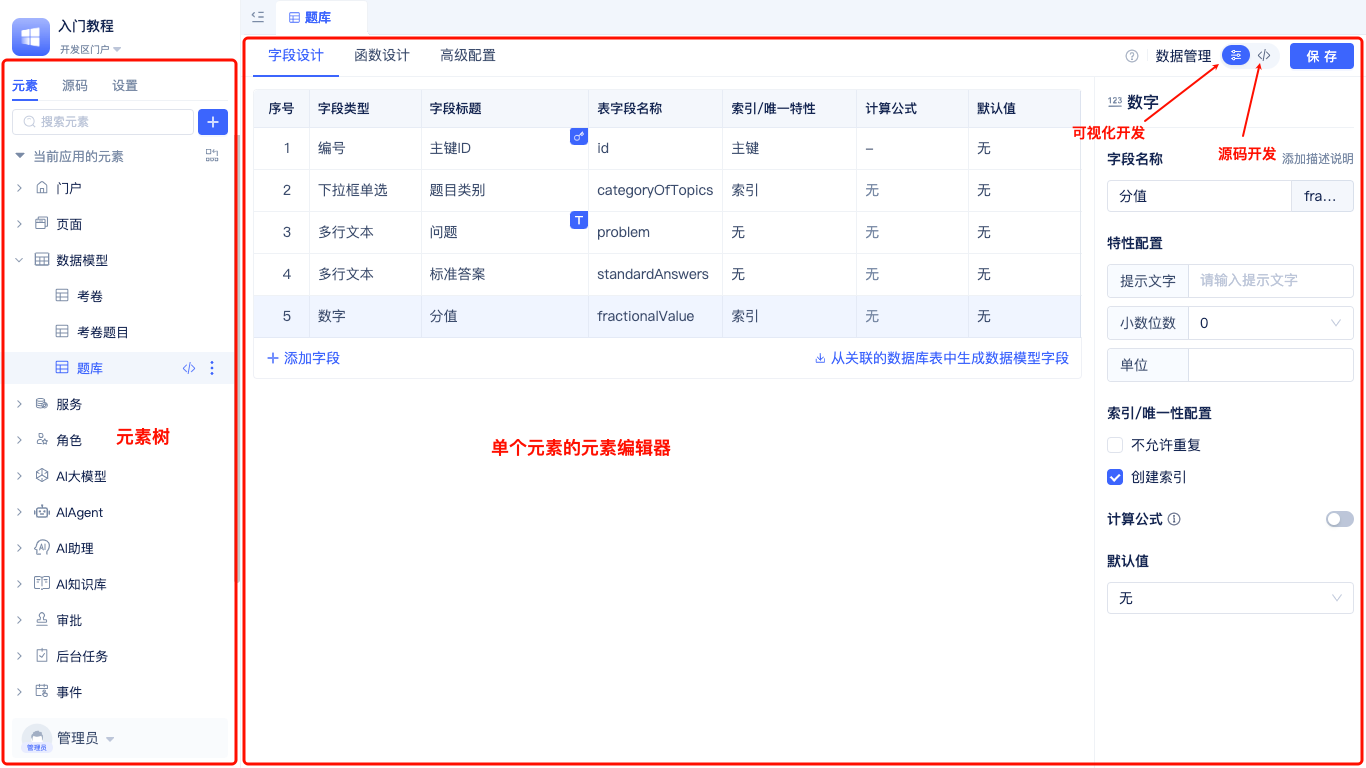 入门教程
开发区门户
元素 源码 设置
搜索元素
当前应用的元素
门户
页面
数据模型
考卷
考卷题目
题库
服务
角色
元素树
AI大模型
AIAgent
AI助理
AI知识库
审批
后台任务
事件
管理员
管理员
题库
字段设计 函数设计 高级配置
数据管理
保存
序号 字段类型 字段标题 表字段名称 索引/唯一特性 计算公式 默认值
1 编号 主键ID id 主键 – 无
2 下拉框单选 题目类别 categoryOfTopics 索引 无 无
3 多行文本 问题 T problem 无 无 无
4 多行文本 标准答案 standardAnswers 无 无 无
5 数字 分值 fractionalValue 索引 无 无
添加字段
从关联的数据库表中生成数据模型字段
单个元素的元素编辑器
123 数字
可视化开发
源码开发
字段名称
添加描述说明
分值 fra...
特性配置
提示文字 请输入提示文字
小数位数 0
单位
索引/唯一性配置
不允许重复
创建索引
计算公式
默认值
无